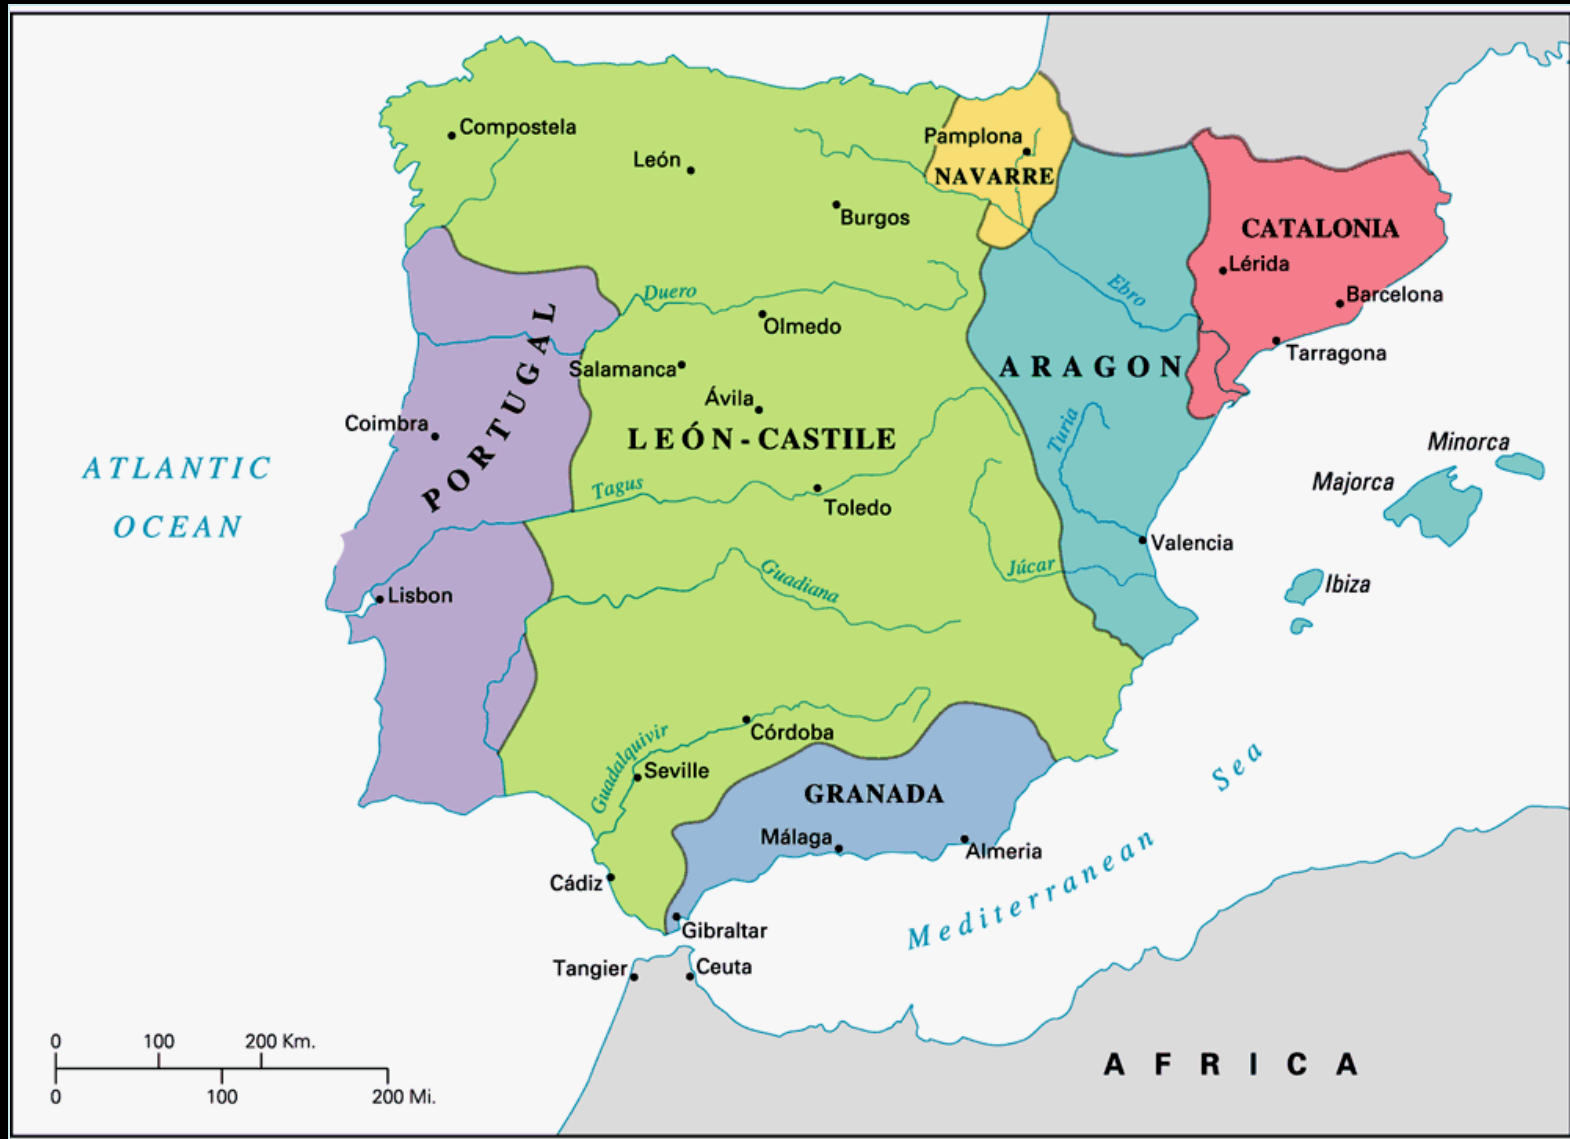 Compostela
León
Burgos
Pamplona
NAVARRE
CATALONIA
Lérida
Barcelona
Tarragona
Ebro
Duero
Olmedo
Salamanca
Ávila
LEÓN-CASTILE
ARAGON
PORTUGAL
Coimbra
Turia
Minorca
Majorca
ATLANTIC
OCEAN
Tagus
Toledo
Valencia
Júcar
Ibiza
Guadiana
Lisbon
Córdoba
Guadalquivir
Seville
GRANADA
Málaga
Almeria
Mediterranean Sea
Cádiz
Gibraltar
Tangier
Ceuta
0 100 200 Km.
0 100 200 Mi.
AFRICA